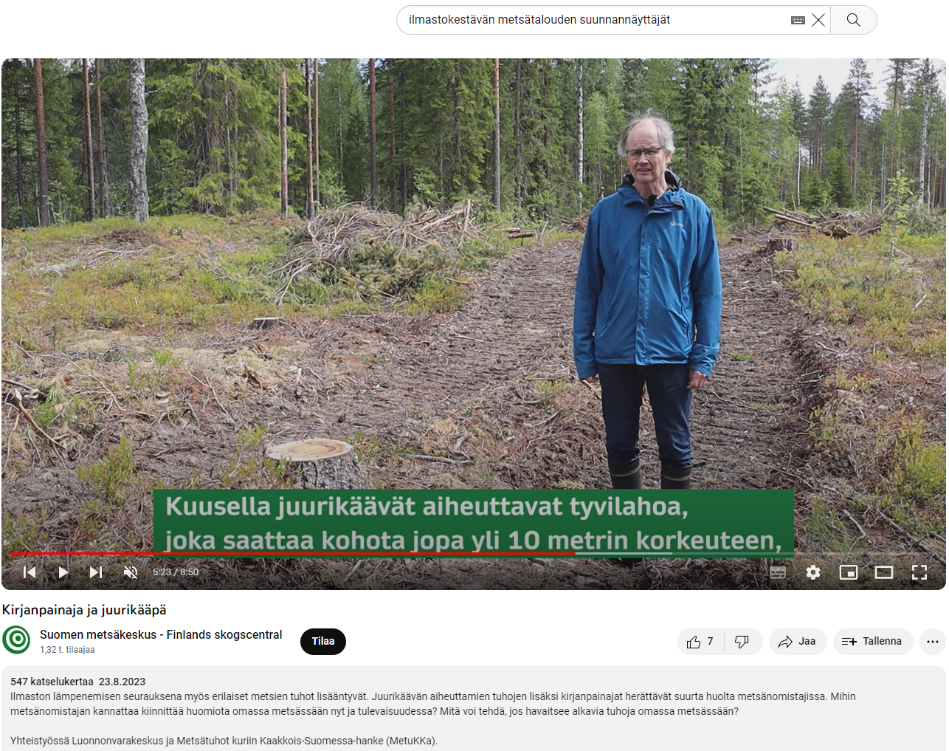 ilmastokestävän metsätalouden suunnannäyttäjät
Kuusella juurikäävät aiheuttavat tyvilahoa,
joka saattaa kohota jopa yli 10 metrin korkeuteen,
5:23 / 8:50
Kirjanpainaja ja juurikääpä
Suomen metsäkeskus - Finlands skogscentral
1,32 t. tilaajaa
Tilaa
7
Jaa
Tallenna
547 katselukertaa 23.8.2023
Ilmaston lämpenemisen seurauksena myös erilaiset metsien tuhot lisääntyvät. Juurikäävän aiheuttamien tuhojen lisäksi kirjanpainajat herättävät suurta huolta metsänomistajissa. Mihin
metsänomistajan kannattaa kiinnittää huomiota omassa metsässään nyt ja tulevaisuudessa? Mitä voi tehdä, jos havaitsee alkavia tuhoja omassa metsässään?
Yhteistyössä Luonnonvarakeskus ja Metsätuhot kuriin Kaakkois-Suomessa-hanke (MetuKKa).